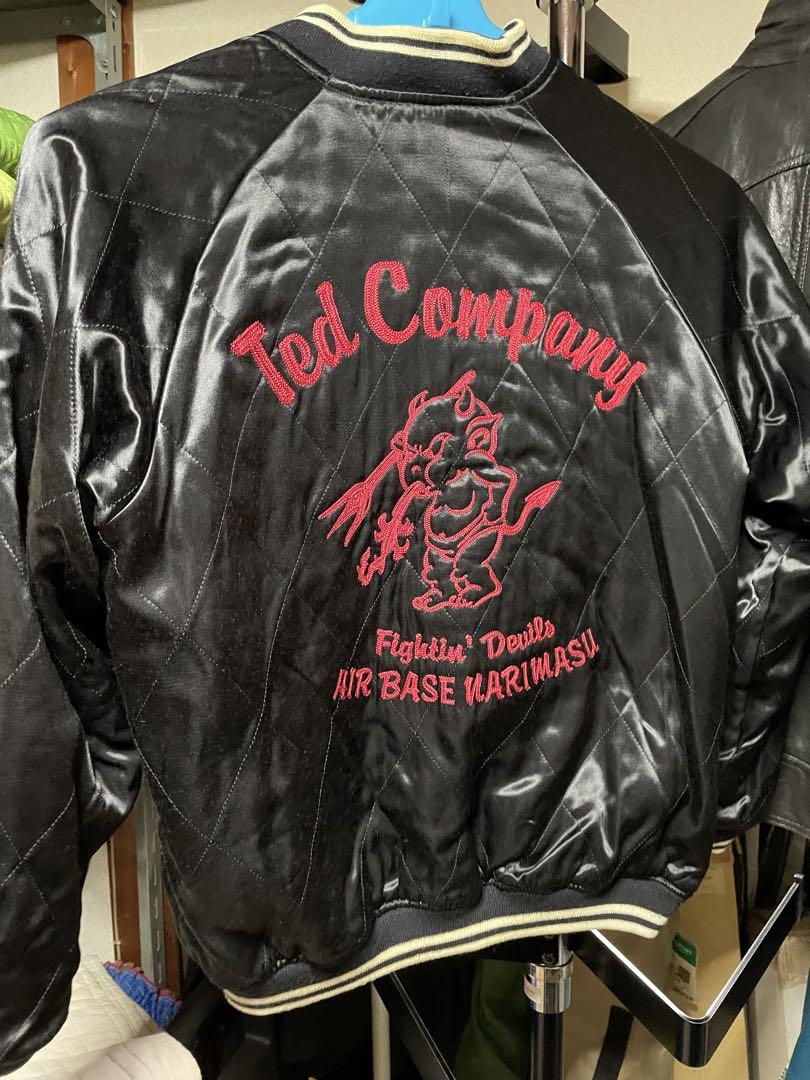 Ted Company
Fightin' Devils
AIR BASE NARIMASU